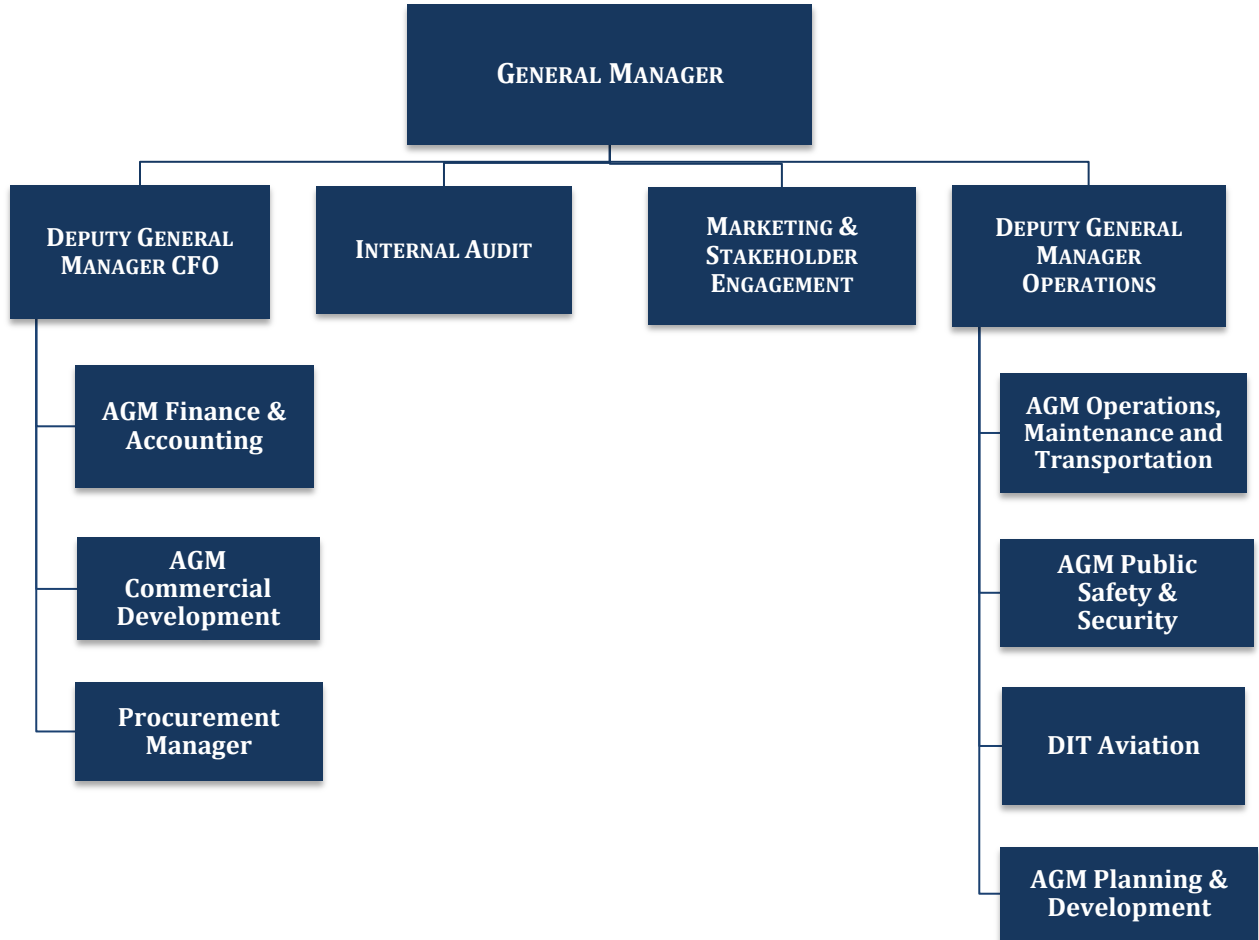 GENERAL MANAGER
DEPUTY GENERAL
MANAGER CFO
INTERNAL AUDIT
MARKETING &
STAKEHOLDER
ENGAGEMENT
DEPUTY GENERAL
MANAGER
OPERATIONS
AGM Finance &
Accounting
AGM
Commercial
Development
Procurement
Manager
AGM Operations,
Maintenance and
Transportation
AGM Public
Safety &
Security
DIT Aviation
AGM Planning &
Development